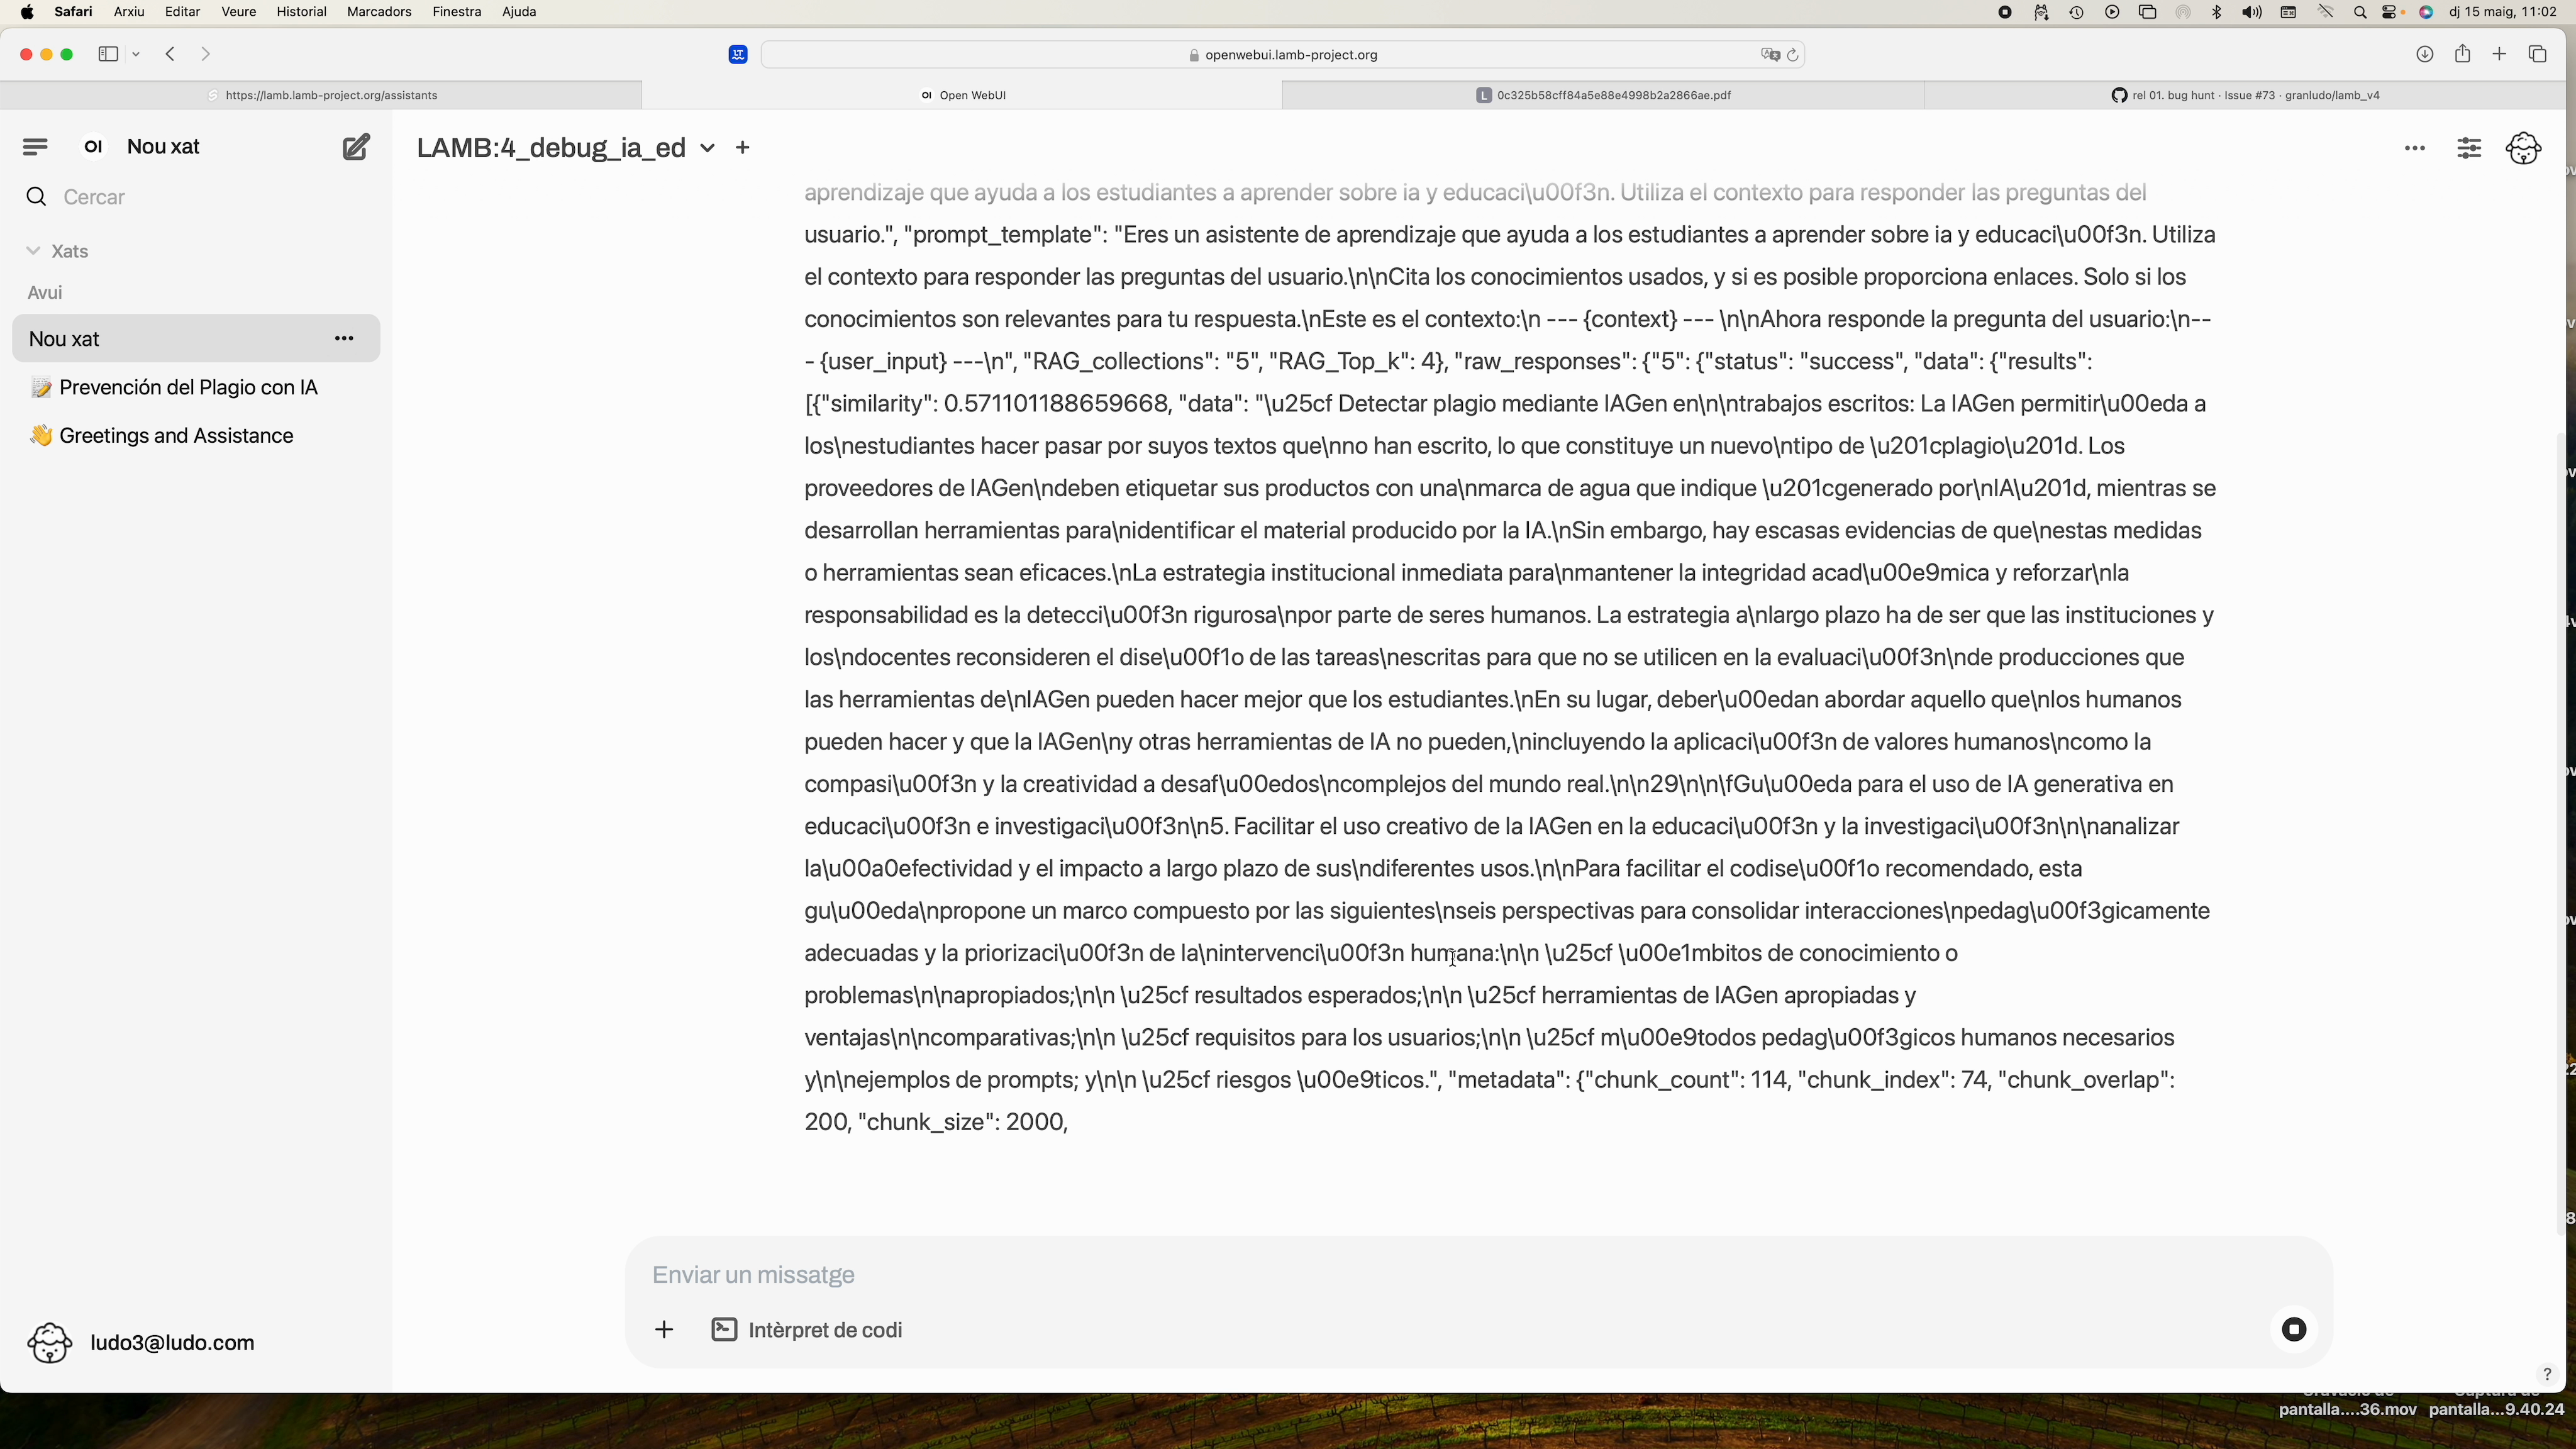 Safari Arxiu Editar Veure Historial Marcadors Finestra Ajuda
dj 15 maig, 11:02
openwebui.lamb-project.org
https://lamb.lamb-project.org/assistants
OI Open WebUI
L 0c325b58cff84a5e88e4998b2a2866ae.pdf
rel 01. bug hunt · Issue #73 · granludo/lamb_v4
OI Nou xat
Cercar
Xats
Avui
Nou xat
Prevención del Plagio con IA
Greetings and Assistance
ludo3@ludo.com
LAMB:4_debug_ia_ed
aprendizaje que ayuda a los estudiantes a aprender sobre ia y educaci\u00f3n. Utiliza el contexto para responder las preguntas del
usuario.", "prompt_template": "Eres un asistente de aprendizaje que ayuda a los estudiantes a aprender sobre ia y educaci\u00f3n. Utiliza
el contexto para responder las preguntas del usuario.\n\nCita los conocimientos usados, y si es posible proporciona enlaces. Solo si los
conocimientos son relevantes para tu respuesta.\nEste es el contexto:\n --- {context} --- \n\nAhora responde la pregunta del usuario:\n--
- {user_input} ---\n", "RAG_collections": "5", "RAG_Top_k": 4}, "raw_responses": {"5": {"status": "success", "data": {"results":
[{"similarity": 0.571101188659668, "data": "\u25cf Detectar plagio mediante IAGen en\n\ntrabajos escritos: La IAGen permitir\u00eda a
los\nestudiantes hacer pasar por suyos textos que\nno han escrito, lo que constituye un nuevo\ntipo de \u201cplagio\u201d. Los
proveedores de IAGen\ndeben etiquetar sus productos con una\nmarca de agua que indique \u201cgenerado por\nIA\u201d, mientras se
desarrollan herramientas para\nidentificar el material producido por la IA.\nSin embargo, hay escasas evidencias de que\nestas medidas
o herramientas sean eficaces.\nLa estrategia institucional inmediata para\nmantener la integridad acad\u00e9mica y reforzar\nla
responsabilidad es la detecci\u00f3n rigurosa\npor parte de seres humanos. La estrategia a\nlargo plazo ha de ser que las instituciones y
los\ndocentes reconsideren el dise\u00f1o de las tareas\nescritas para que no se utilicen en la evaluaci\u00f3n\nde producciones que
las herramientas de\nIAGen pueden hacer mejor que los estudiantes.\nEn su lugar, deber\u00edan abordar aquello que\nlos humanos
pueden hacer y que la IAGen\ny otras herramientas de IA no pueden,\nincluyendo la aplicaci\u00f3n de valores humanos\ncomo la
compasi\u00f3n y la creatividad a desaf\u00edos\ncomplejos del mundo real.\n\n29\n\n\fGu\u00eda para el uso de IA generativa en
educaci\u00f3n e investigaci\u00f3n\n5. Facilitar el uso creativo de la IAGen en la educaci\u00f3n y la investigaci\u00f3n\n\nanalizar
la\u00a0efectividad y el impacto a largo plazo de sus\ndiferentes usos.\n\nPara facilitar el codise\u00f1o recomendado, esta
gu\u00eda\npropone un marco compuesto por las siguientes\nseis perspectivas para consolidar interacciones\npedag\u00f3gicamente
adecuadas y la priorizaci\u00f3n de la\nintervenci\u00f3n humana:\n\n \u25cf \u00e1mbitos de conocimiento o
problemas\n\napropiados;\n\n \u25cf resultados esperados;\n\n \u25cf herramientas de IAGen apropiadas y
ventajas\n\ncomparativas;\n\n \u25cf requisitos para los usuarios;\n\n \u25cf m\u00e9todos pedag\u00f3gicos humanos necesarios
y\n\nejemplos de prompts; y\n\n \u25cf riesgos \u00e9ticos.", "metadata": {"chunk_count": 114, "chunk_index": 74, "chunk_overlap":
200, "chunk_size": 2000,
Enviar un missatge
Intèrpret de codi
?
pantalla....36.mov pantalla...9.40.24